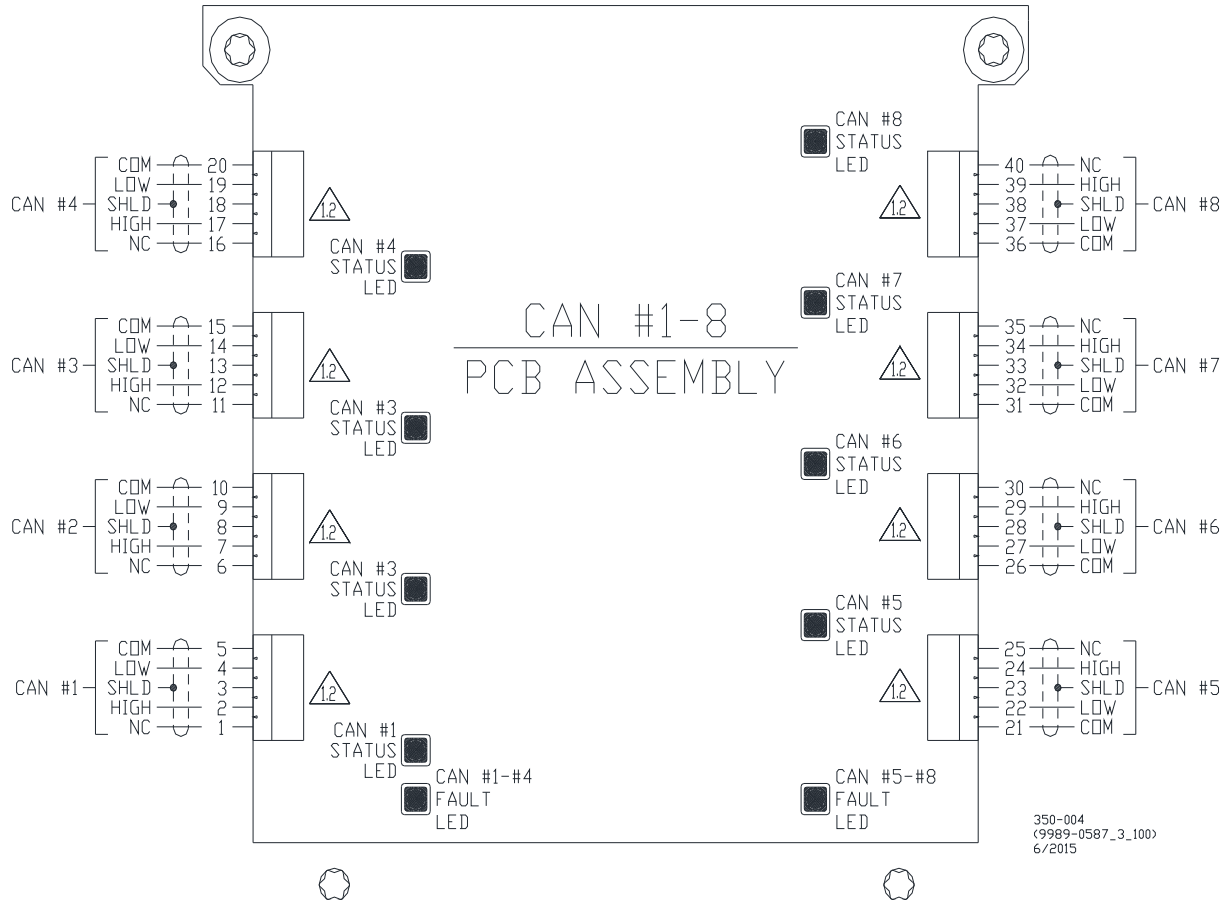 CAN #8
STATUS
LED
COM 20
LOW 19
CAN #4 SHLD 18
HIGH 17
NC 16
1.2
CAN #4
STATUS
LED
1.2
40 NC
39 HIGH
38 SHLD CAN #8
37 LOW
36 COM
CAN #7
STATUS
LED
CAN #1-8
PCB ASSEMBLY
COM 15
LOW 14
CAN #3 SHLD 13
HIGH 12
NC 11
1.2
CAN #3
STATUS
LED
1.2
35 NC
34 HIGH
33 SHLD CAN #7
32 LOW
31 COM
CAN #6
STATUS
LED
COM 10
LOW 9
CAN #2 SHLD 8
HIGH 7
NC 6
1.2
CAN #3
STATUS
LED
1.2
30 NC
29 HIGH
28 SHLD CAN #6
27 LOW
26 COM
CAN #5
STATUS
LED
COM 5
LOW 4
CAN #1 SHLD 3
HIGH 2
NC 1
1.2
CAN #1
STATUS
LED
1.2
25 NC
24 HIGH
23 SHLD CAN #5
22 LOW
21 COM
CAN #1-#4
FAULT
LED
CAN #5-#8
FAULT
LED
350-004
(9989-0587_3_100)
6/2015